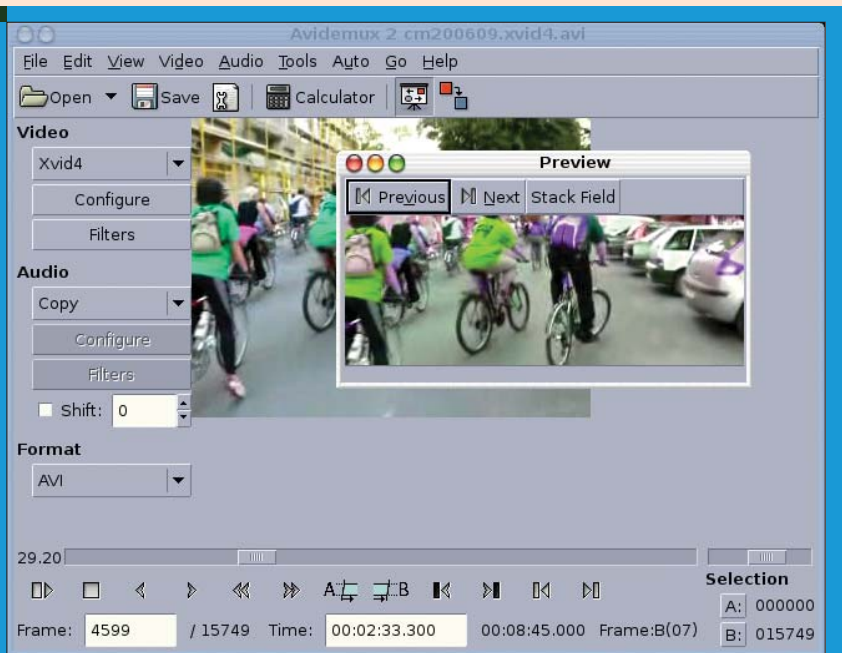 Avidemux 2 cm200609.xvid4.avi
File Edit View Video Audio Tools Auto Go Help
Open Save Calculator
Video
Xvid4
Configure
Filters
Audio
Copy
Configure
Filters
Shift: 0
Format
AVI
Preview
Previous Next Stack Field
29.20
A B
Selection
A: 000000
Frame: 4599 / 15749 Time: 00:02:33.300 00:08:45.000 Frame:B(07)
B: 015749